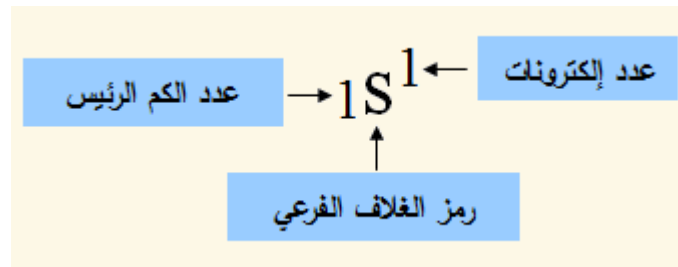 عدد إلكترونات
1s1
عدد الكم الرئيس
رمز الغلاف الفرعي